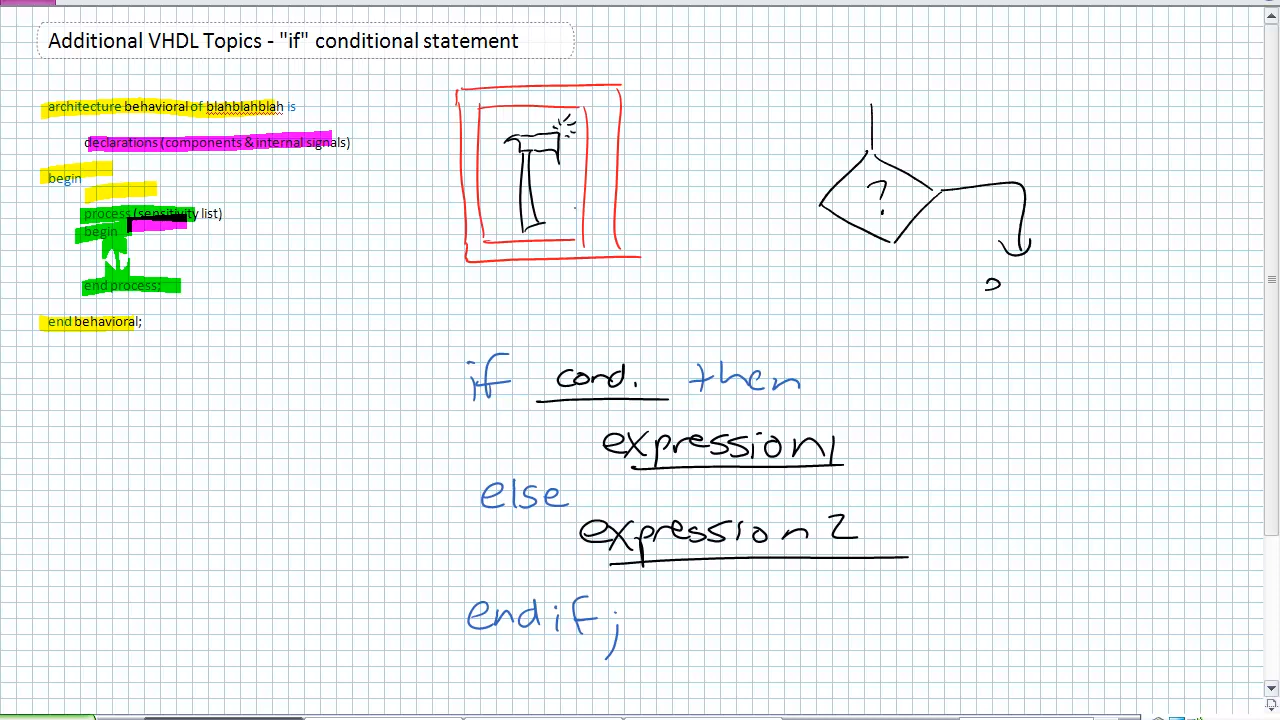 Additional VHDL Topics - "if" conditional statement
architecture behavioral of blahblahblah is
declarations (components & internal signals)
begin
process (sensitivity list)
begin
end process;
end behavioral;
?
if cond. then
expression1
else
expression 2
endif;